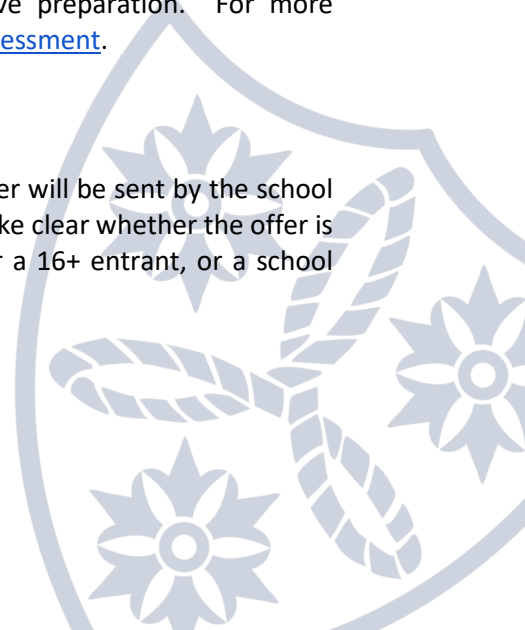 preparation. For more
essment.
er will be sent by the school
ke clear whether the offer is
a 16+ entrant, or a school